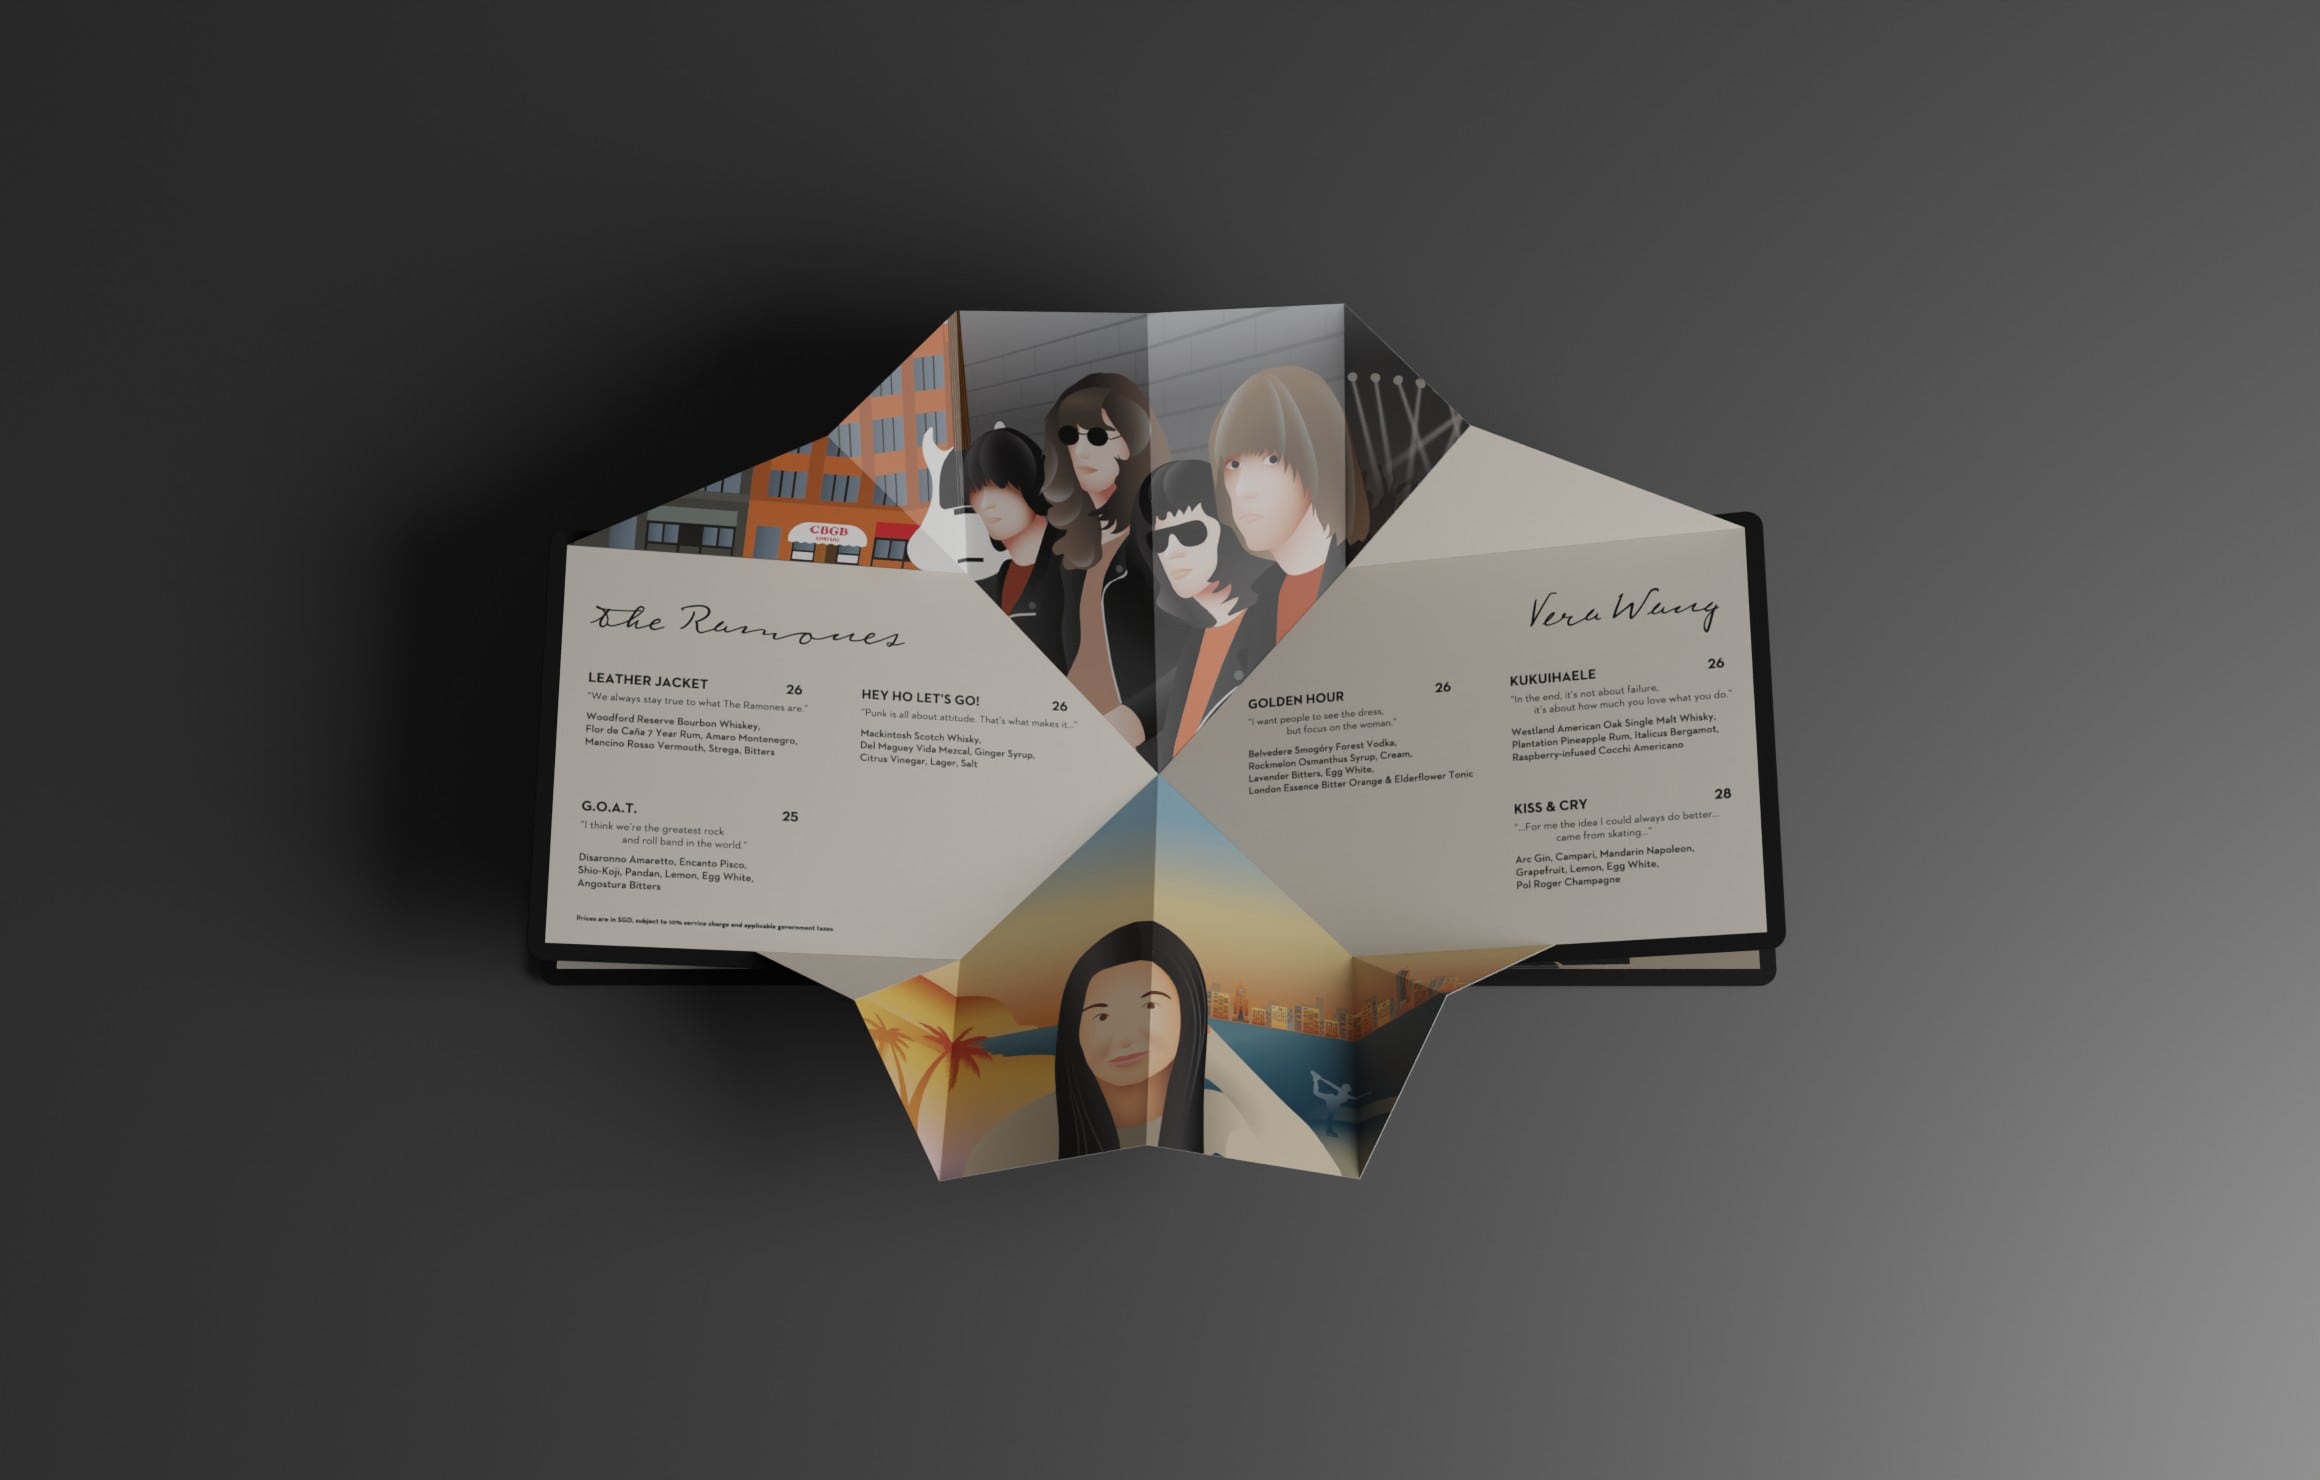 CBGB
The Ramones
LEATHER JACKET 26
"We always stay true to what The Ramones are."
Woodford Reserve Bourbon Whiskey,
Flor de Caña 7 Year Rum, Amaro Montenegro,
Mancino Rosso Vermouth, Strega, Bitters
G.O.A.T. 25
"I think we're the greatest rock
and roll band in the world."
Disaronno Amaretto, Encanto Pisco,
Shio-Koji, Pandan, Lemon, Egg White,
Angostura Bitters
Prices are in SGD, subject to 10% service charge and applicable government taxes
HEY HO LET'S GO! 26
"Punk is all about attitude. That's what makes it..."
Mackintosh Scotch Whisky,
Del Maguey Vida Mezcal, Ginger Syrup,
Citrus Vinegar, Lager, Salt
Vera Wang
GOLDEN HOUR 26
"I want people to see the dress,
but focus on the woman."
Belvedere Smogóry Forest Vodka,
Rockmelon Osmanthus Syrup, Cream,
Lavender Bitters, Egg White,
London Essence Bitter Orange & Elderflower Tonic
KUKUIHAELE 26
"In the end, it's not about failure,
it's about how much you love what you do."
Westland American Oak Single Malt Whisky,
Plantation Pineapple Rum, Italicus Bergamot,
Raspberry-infused Cocchi Americano
KISS & CRY 28
"...For me the idea I could always do better...
came from skating..."
Arc Gin, Campari, Mandarin Napoleon,
Grapefruit, Lemon, Egg White,
Pol Roger Champagne